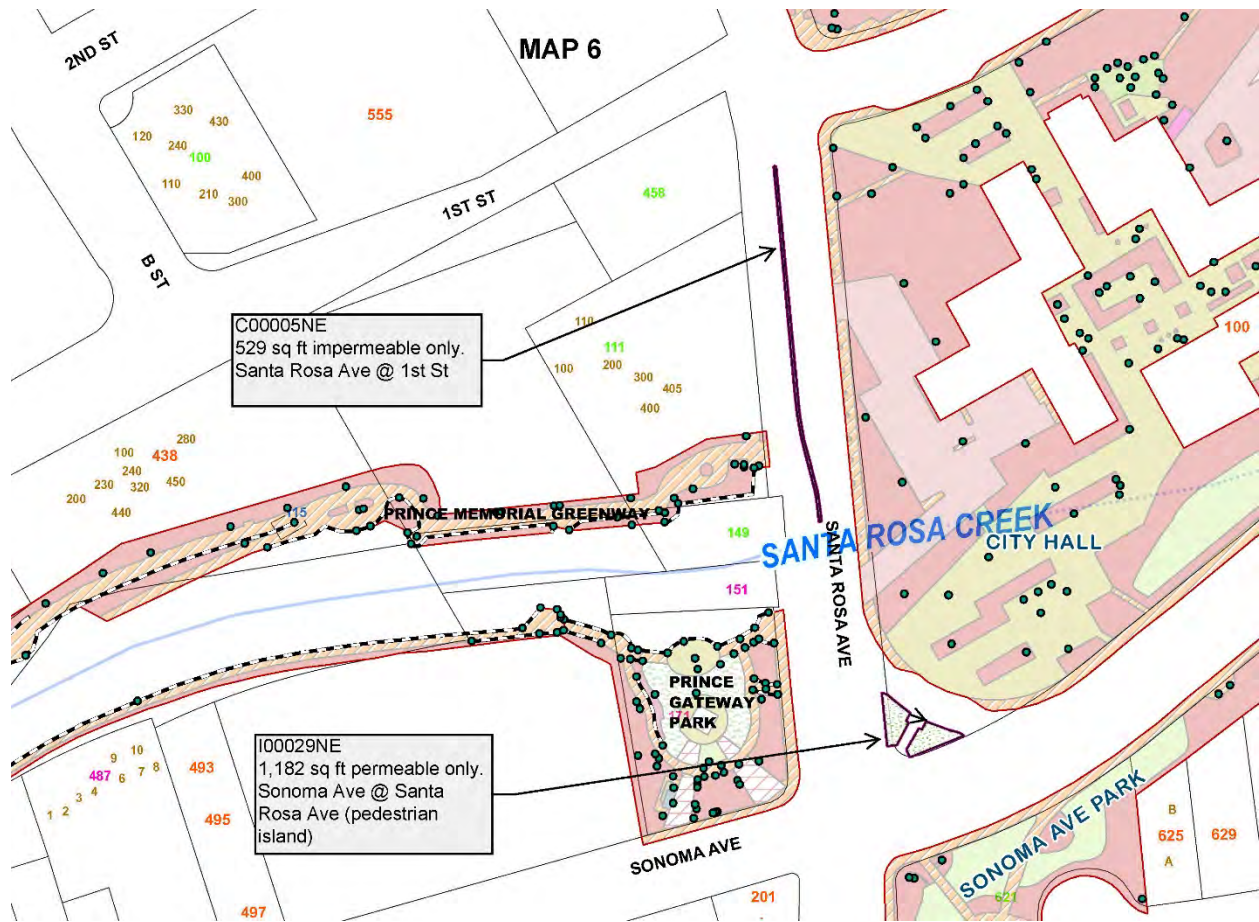 2ND ST
MAP 6
330
430
120
240
100
555
110
210
400
300
1ST ST
458
B ST
C00005NE
529 sq ft impermeable only.
Santa Rosa Ave @ 1st St
110
111
100
200
300
405
400
100
280
100
438
240
230
320
450
200
440
115
PRINCE MEMORIAL GREENWAY
149
SANTA ROSA CREEK
CITY HALL
151
SANTA ROSA AVE
PRINCE
GATEWAY
171
PARK
I00029NE
1,182 sq ft permeable only.
Sonoma Ave @ Santa
Rosa Ave (pedestrian
island)
10
9
8
7
6
487
4
3
2
1
493
495
497
SONOMA AVE
201
SONOMA AVE PARK
621
B
625
A
629